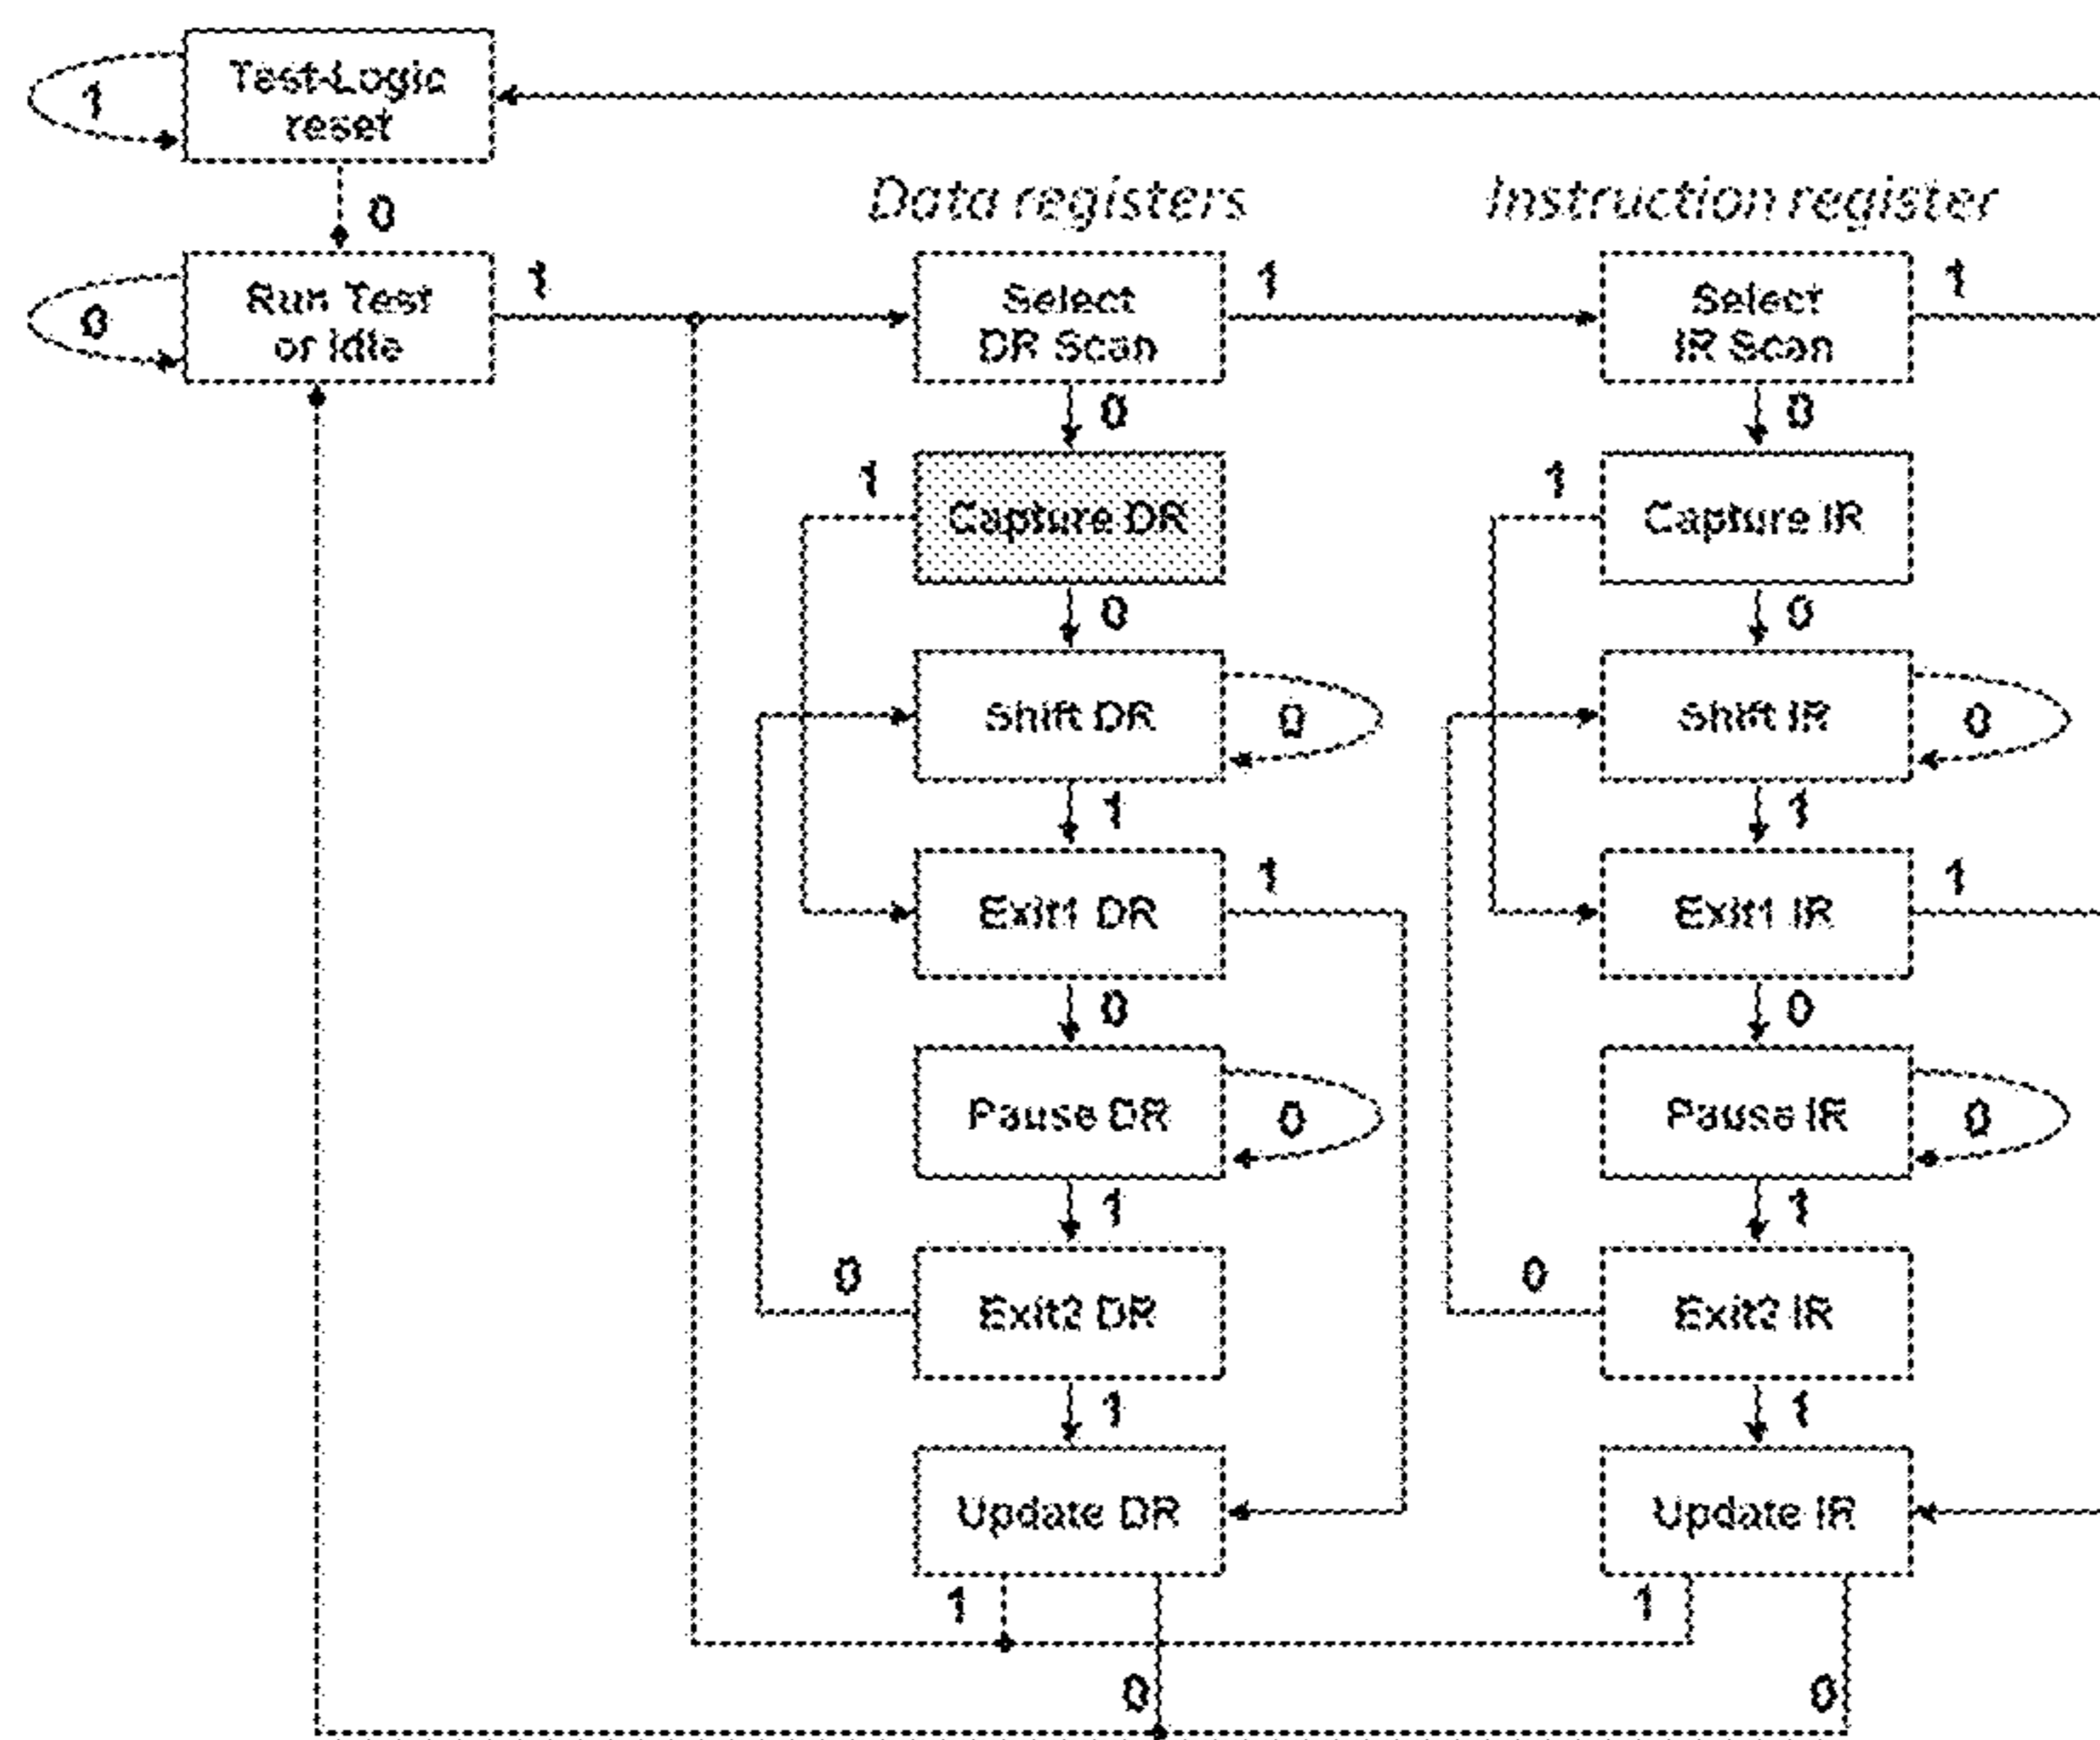 Test-Logic
reset
1
0
Data registers
Instruction register
Run Test
or Idle
0
1
Select
DR Scan
1
Select
IR Scan
1
0
0
1
Capture DR
1
Capture IR
0
0
Shift DR
0
Shift IR
0
1
1
Exit1 DR
1
Exit1 IR
1
0
0
Pause DR
0
Pause IR
0
1
1
0
Exit2 DR
0
Exit2 IR
1
1
Update DR
Update IR
1
1
0
0